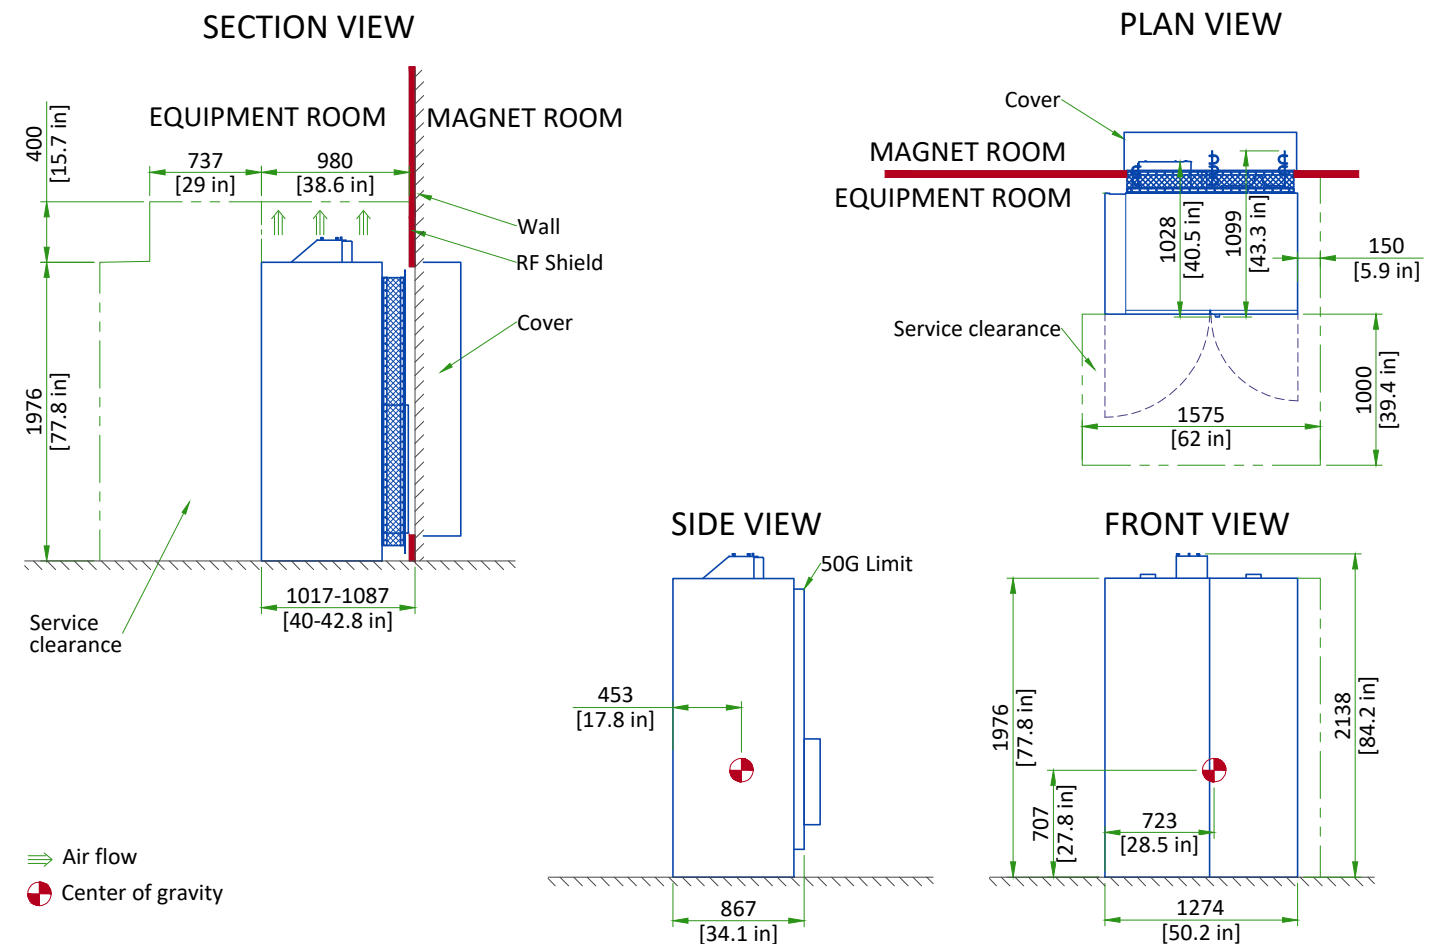 SECTION VIEW
EQUIPMENT ROOM
MAGNET ROOM
400
[15.7 in]
737
[29 in]
980
[38.6 in]
Wall
RF Shield
Cover
1976
[77.8 in]
1017-1087
[40-42.8 in]
Service
clearance
Air flow
Center of gravity
PLAN VIEW
Cover
MAGNET ROOM
EQUIPMENT ROOM
1028
[40.5 in]
1099
[43.3 in]
150
[5.9 in]
Service clearance
1000
[39.4 in]
1575
[62 in]
SIDE VIEW
50G Limit
453
[17.8 in]
867
[34.1 in]
FRONT VIEW
1976
[77.8 in]
2138
[84.2 in]
707
[27.8 in]
723
[28.5 in]
1274
[50.2 in]